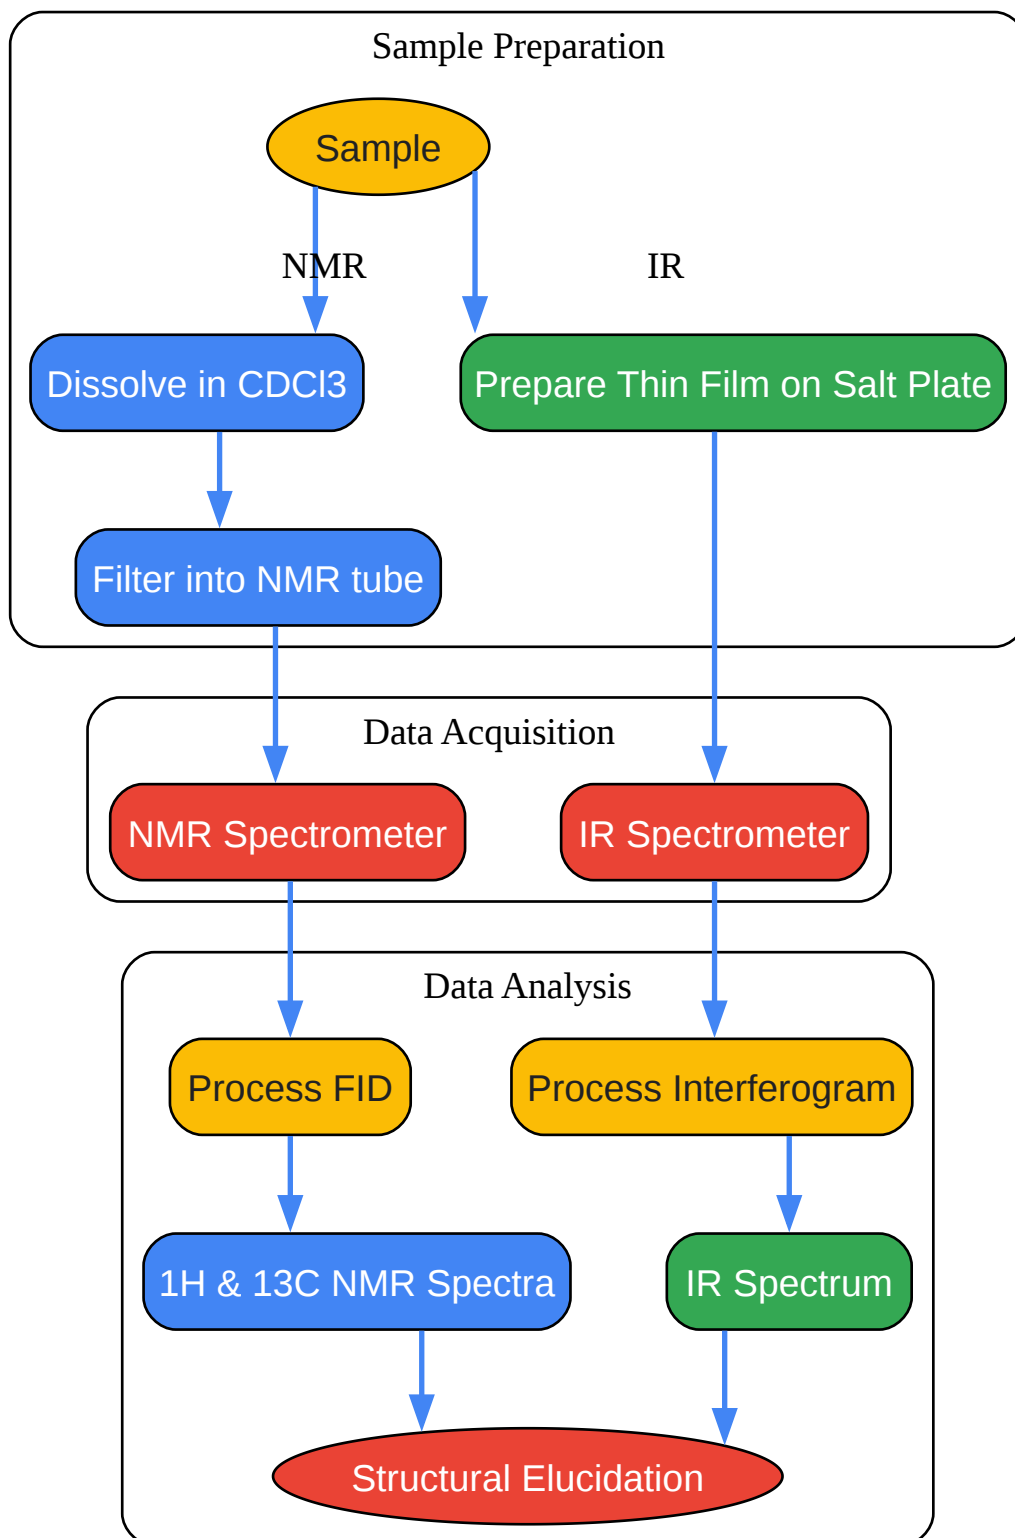 Sample Preparation
Sample
NMR
IR
Dissolve in CDCl3
Prepare Thin Film on Salt Plate
Filter into NMR tube
Data Acquisition
NMR Spectrometer
IR Spectrometer
Data Analysis
Process FID
Process Interferogram
1H & 13C NMR Spectra
IR Spectrum
Structural Elucidation